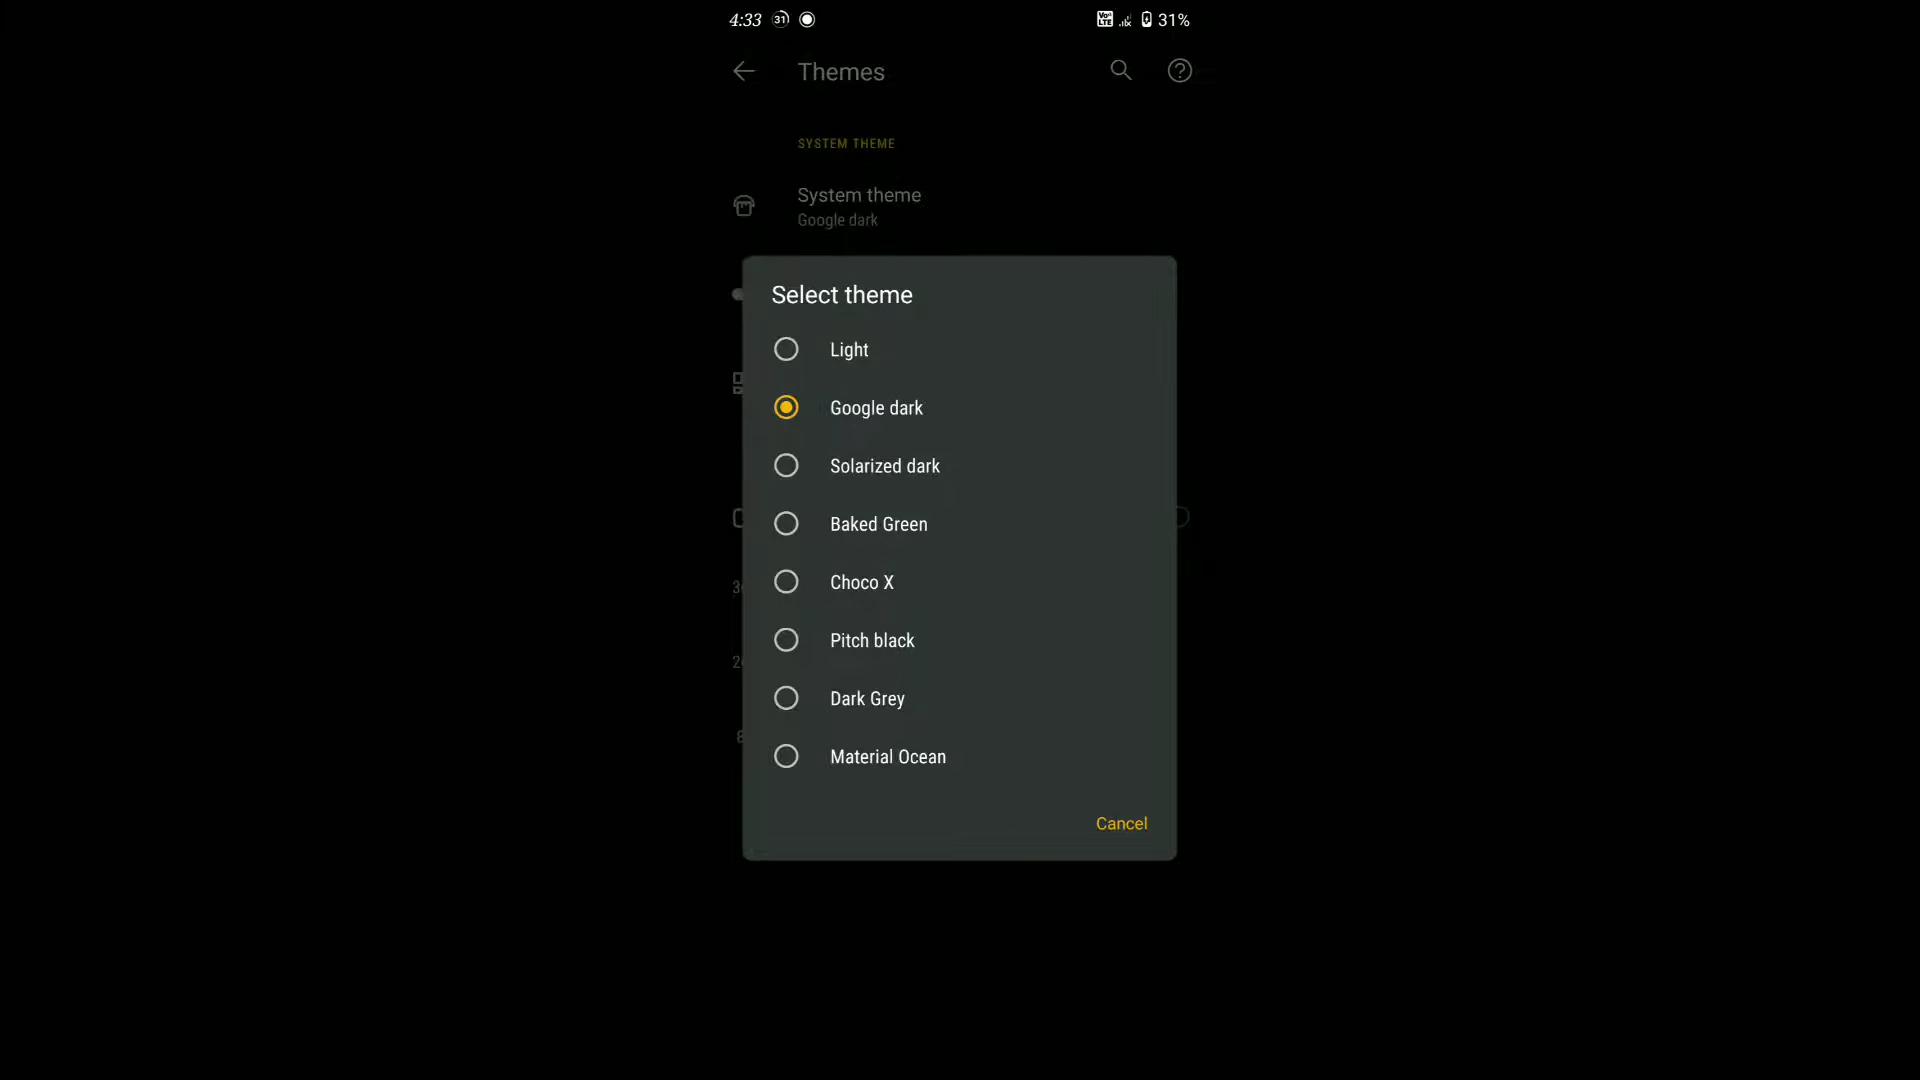 4:33 31 31%
Themes
SYSTEM THEME
System theme
Google dark
Select theme
Light
Google dark
Solarized dark
Baked Green
Choco X
Pitch black
Dark Grey
Material Ocean
Cancel